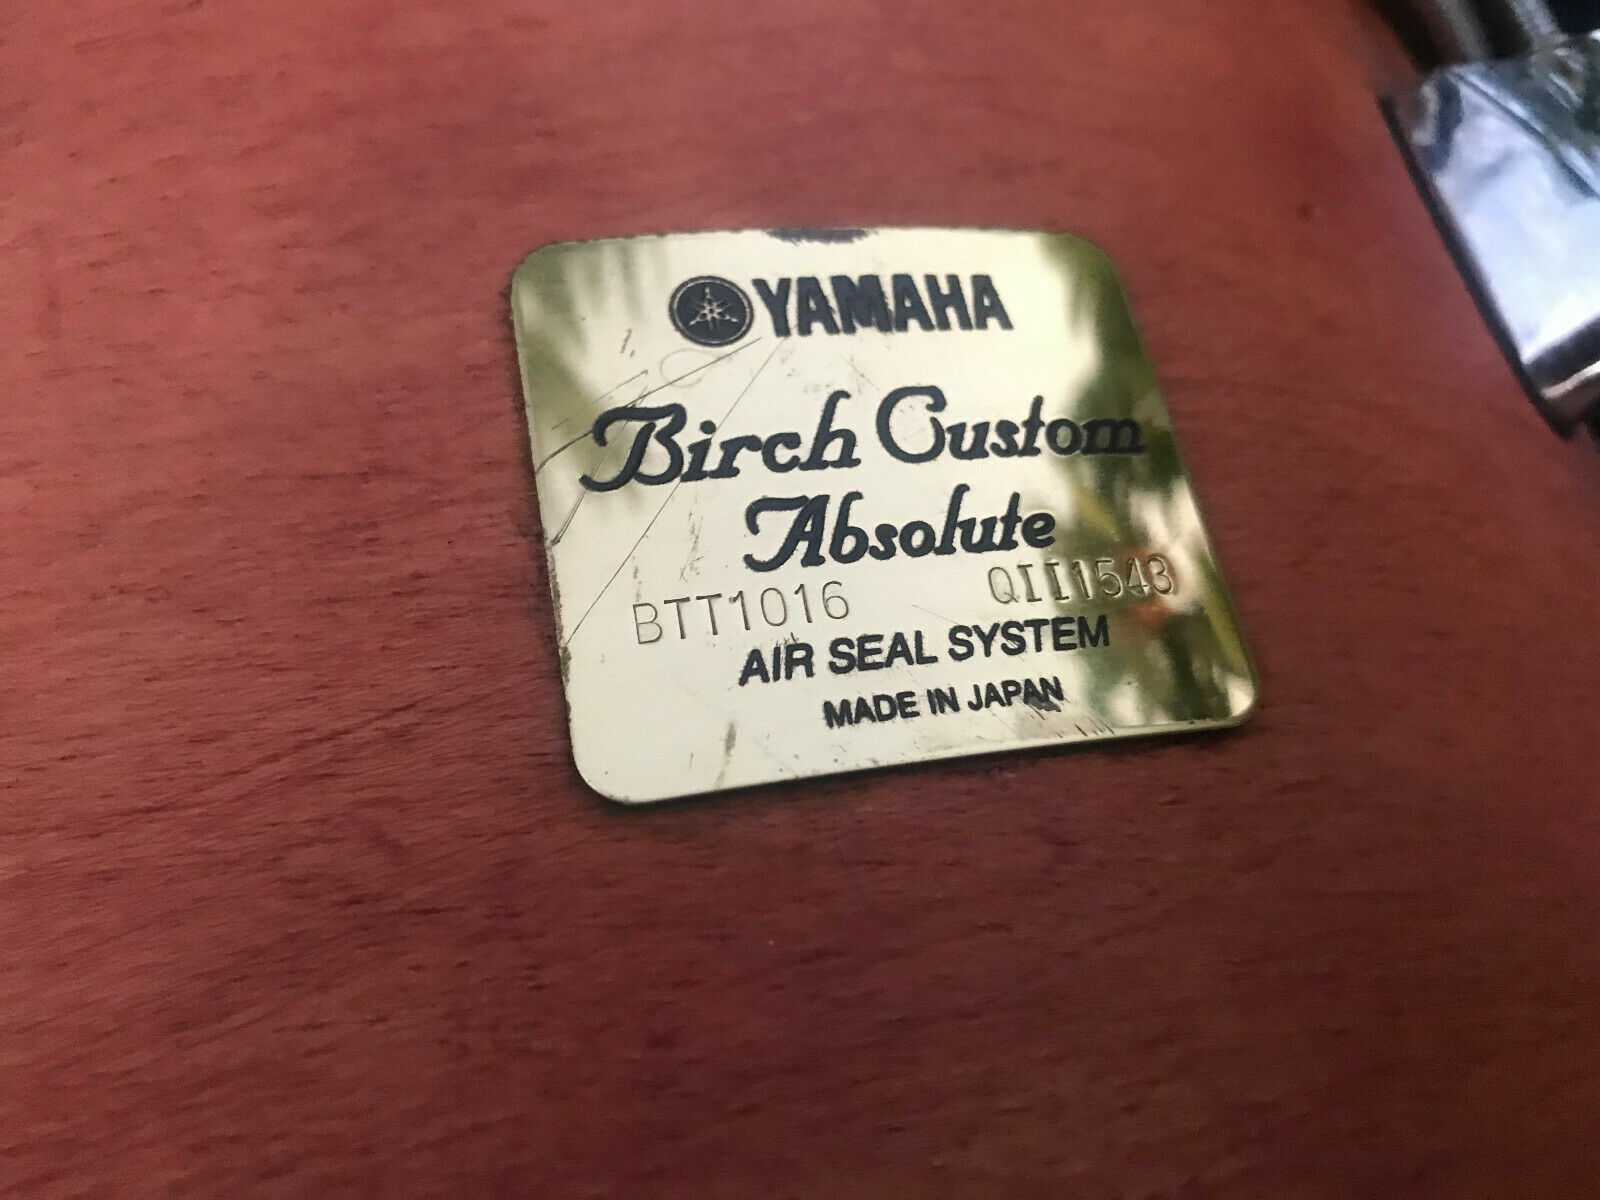 YAMAHA
Birch Custom
Absolute
BTT1016 QII1543
AIR SEAL SYSTEM
MADE IN JAPAN